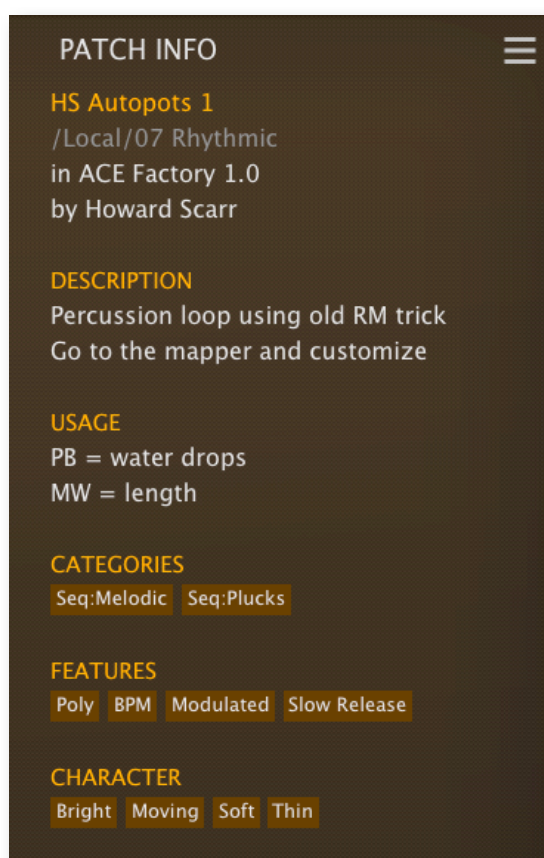 PATCH INFO
HS Autopots 1
/Local/07 Rhythmic
in ACE Factory 1.0
by Howard Scarr
DESCRIPTION
Percussion loop using old RM trick
Go to the mapper and customize
USAGE
PB = water drops
MW = length
CATEGORIES
Seq:Melodic Seq:Plucks
FEATURES
Poly BPM Modulated Slow Release
CHARACTER
Bright Moving Soft Thin